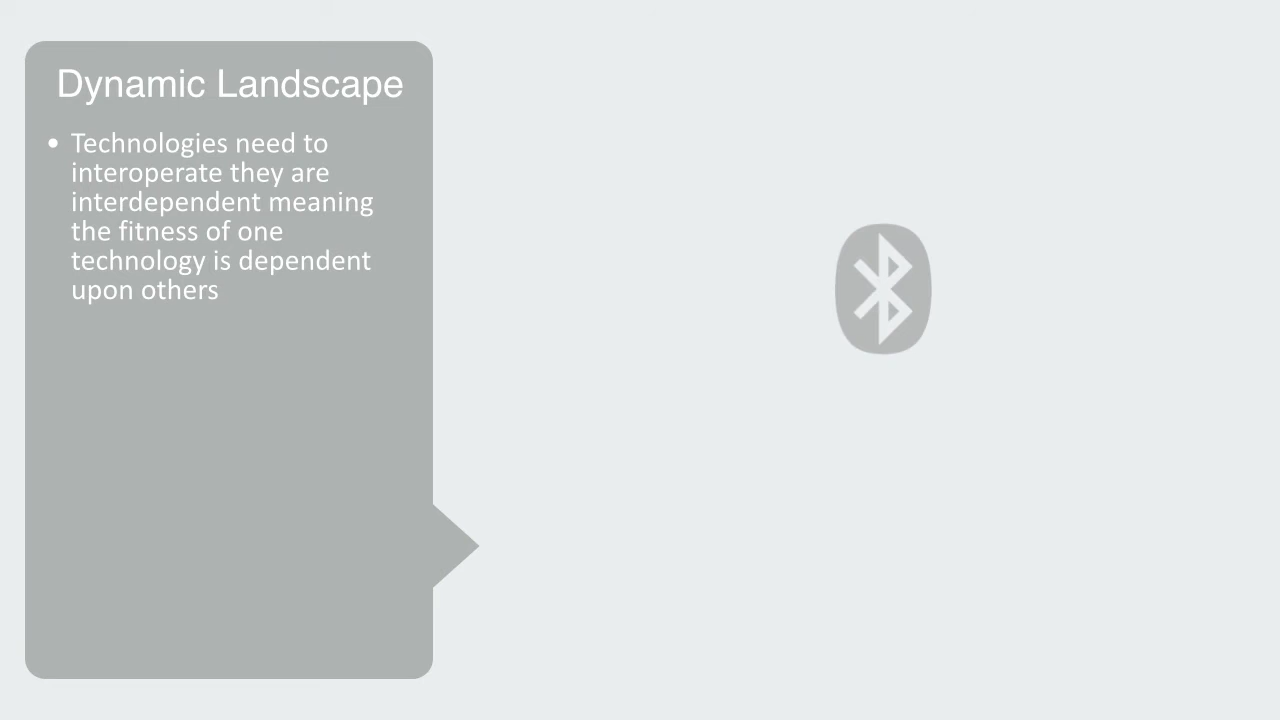 Dynamic Landscape
• Technologies need to
interoperate they are
interdependent meaning
the fitness of one
technology is dependent
upon others